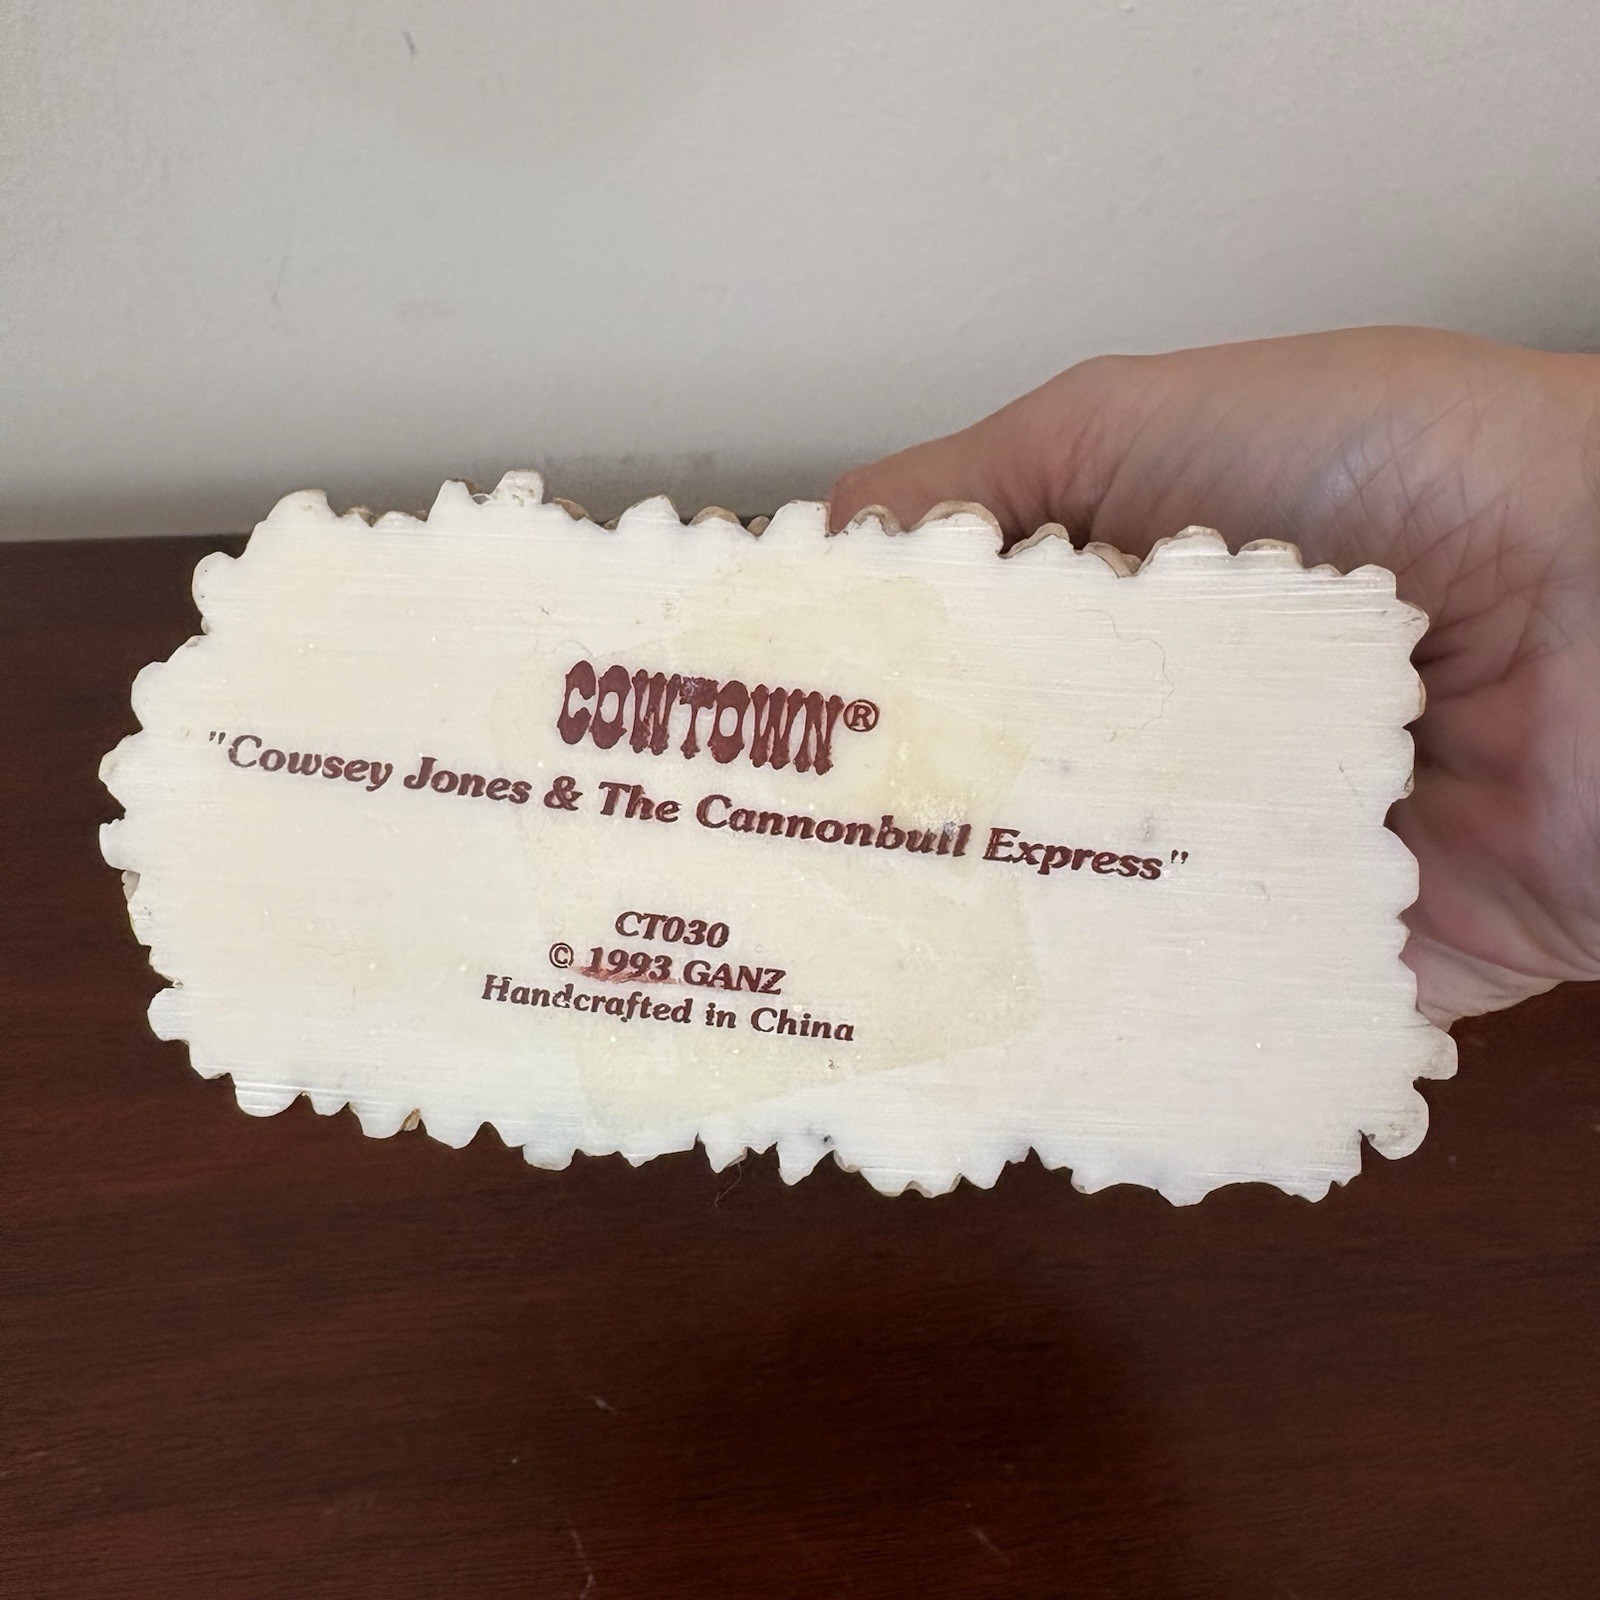 COWTOWN®
"Cowsey Jones & The Cannonbull Express"
CT030
© 1993 GANZ
Handcrafted in China